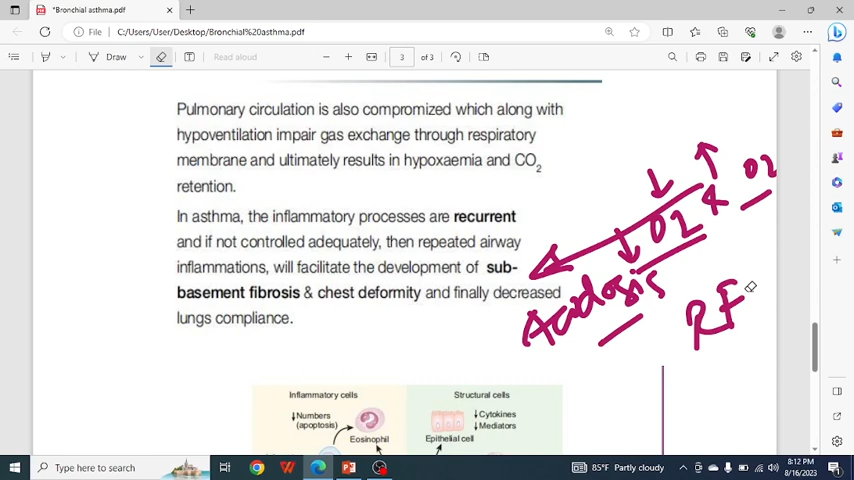 *Bronchial asthma.pdf
File
C:/Users/User/Desktop/Bronchial%20asthma.pdf
Draw
Read aloud
3
of 3
Pulmonary circulation is also compromized which along with
hypoventilation impair gas exchange through respiratory
membrane and ultimately results in hypoxaemia and CO2
retention.
In asthma, the inflammatory processes are recurrent
and if not controlled adequately, then repeated airway
inflammations, will facilitate the development of sub-
basement fibrosis & chest deformity and finally decreased
lungs compliance.
O2
O2
Acidosis
RF
Inflammatory cells
Structural cells
Numbers
(apoptosis)
Eosinophil
Cytokines
Mediators
Epithelial cell
Type here to search
85°F Partly cloudy
8:12 PM
8/16/2023